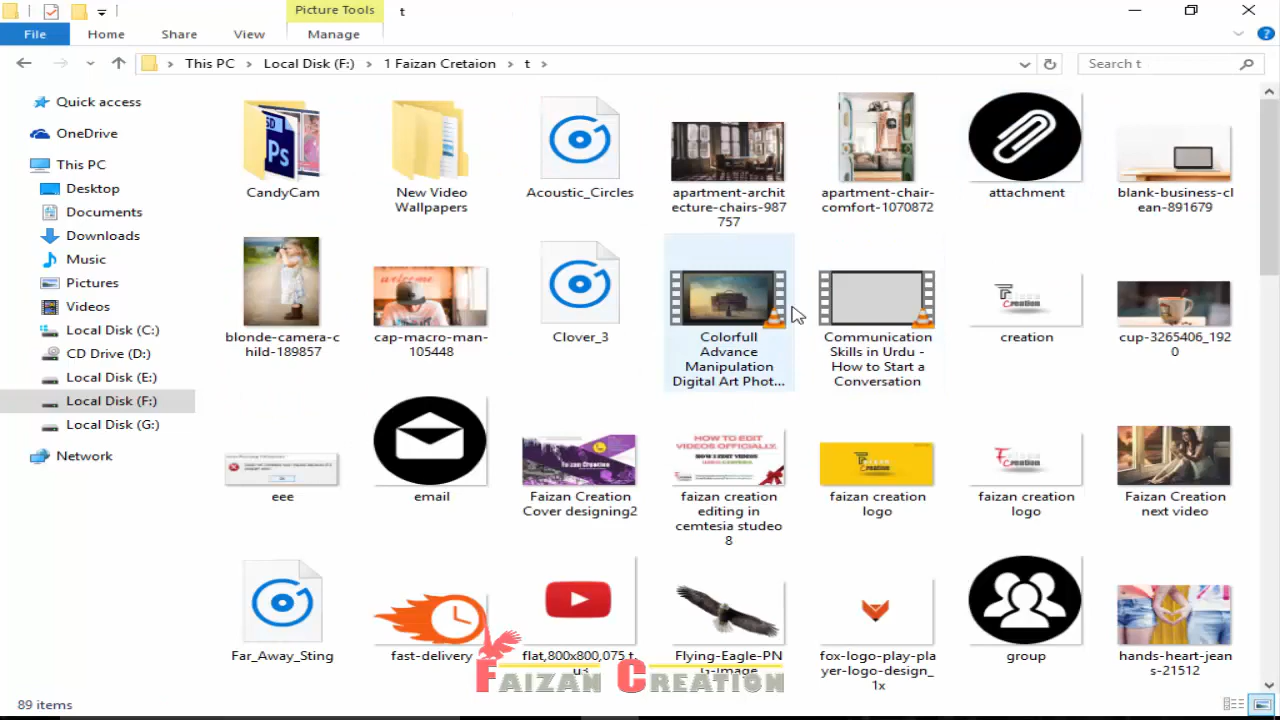 Picture Tools
t
File
Home
Share
View
Manage
This PC
Local Disk (F:)
1 Faizan Cretaion
t
Search t
Quick access
OneDrive
This PC
Desktop
Documents
Downloads
Music
Pictures
Videos
Local Disk (C:)
CD Drive (D:)
Local Disk (E:)
Local Disk (F:)
Local Disk (G:)
Network
CandyCam
New Video
Wallpapers
Acoustic_Circles
apartment-archit
ecture-chairs-987
757
apartment-chair-
comfort-1070872
attachment
blank-business-cl
ean-891679
blonde-camera-c
hild-189857
cap-macro-man-
105448
Clover_3
Colorfull
Advance
Manipulation
Digital Art Phot...
Communication
Skills in Urdu -
How to Start a
Conversation
creation
cup-3265406_192
0
eee
email
Faizan Creation
Cover designing2
faizan creation
editing in
cemtesia studeo
8
faizan creation
logo
faizan creation
logo
Faizan Creation
next video
Far_Away_Sting
fast-delivery
flat,800x800,075,t.
u3
Flying-Eagle-PN
G-Image
fox-logo-play-pla
yer-logo-design_
1x
group
hands-heart-jean
s-21512
Faizan Creation
89 items